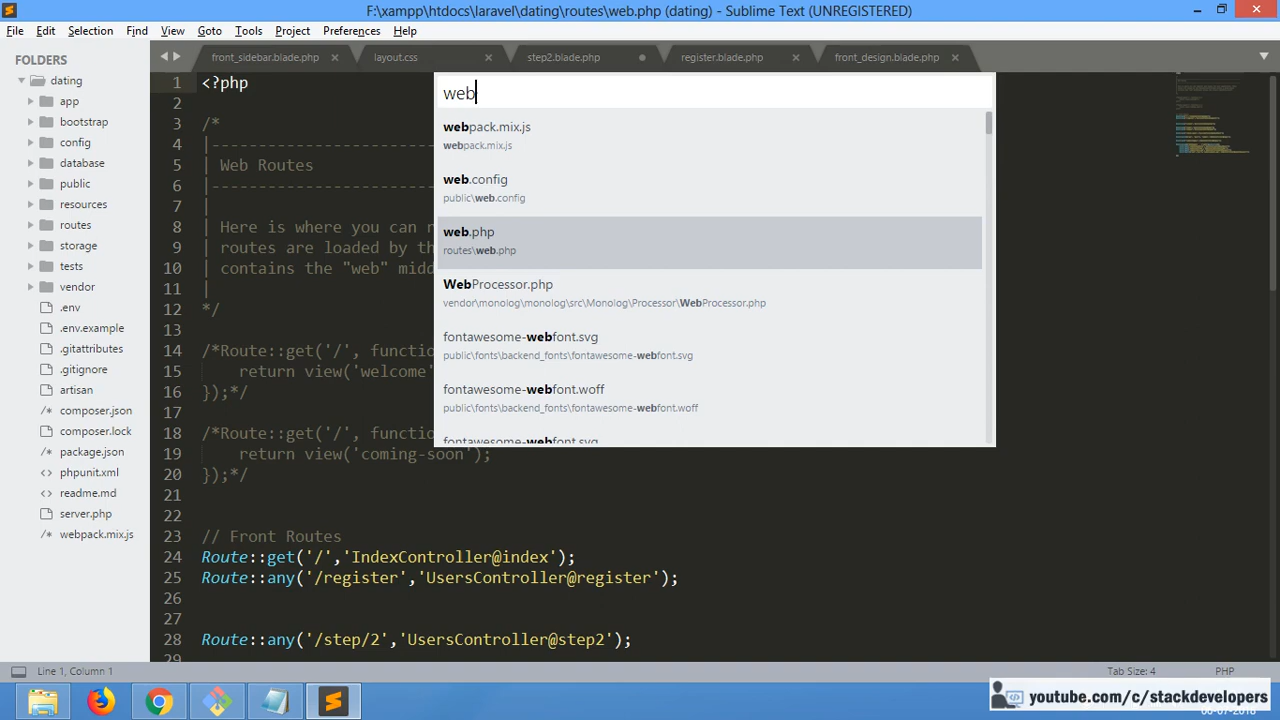 F:\xampp\htdocs\laravel\dating\routes\web.php (dating) - Sublime Text (UNREGISTERED)
File Edit Selection Find View Goto Tools Project Preferences Help
front_sidebar.blade.php layout.css step2.blade.php register.blade.php front_design.blade.php
FOLDERS
dating
app
bootstrap
config
database
public
resources
routes
storage
tests
vendor
.env
.env.example
.gitattributes
.gitignore
artisan
composer.json
composer.lock
package.json
phpunit.xml
readme.md
server.php
webpack.mix.js
web
webpack.mix.js
webpack.mix.js
web.config
public\web.config
web.php
routes\web.php
WebProcessor.php
vendor\monolog\monolog\src\Monolog\Processor\WebProcessor.php
fontawesome-webfont.svg
public\fonts\backend_fonts\fontawesome-webfont.svg
fontawesome-webfont.woff
public\fonts\backend_fonts\fontawesome-webfont.woff
fontawesome-webfont.svg
1 <?php
2
3 /*
4 |-------------------------
5 | Web Routes
6 |-------------------------
7 |
8 | Here is where you can r
9 | routes are loaded by th
10 | contains the "web" midd
11 |
12 */
13
14 /*Route::get('/', functio
15 return view('welcome'
16 });*/
17
18 /*Route::get('/', functio
19 return view('coming-soon');
20 });*/
21
22
23 // Front Routes
24 Route::get('/','IndexController@index');
25 Route::any('/register','UsersController@register');
26
27
28 Route::any('/step/2','UsersController@step2');
29
Line 1, Column 1
Tab Size: 4 PHP
youtube.com/c/stackdevelopers